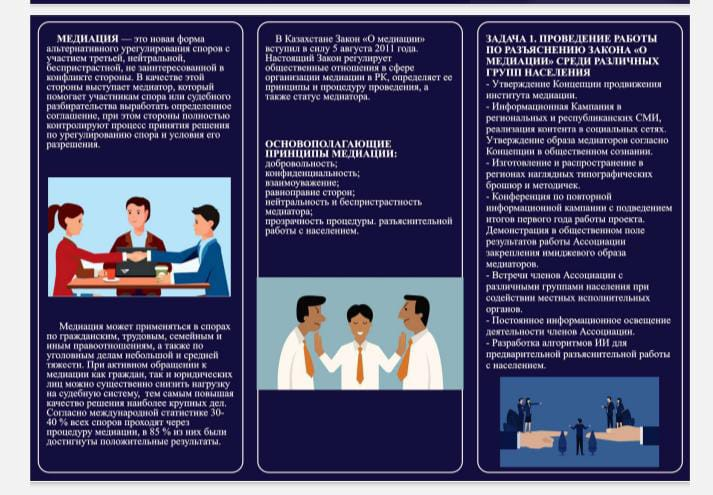 МЕДИАЦИЯ — это новая форма
альтернативного урегулирования споров с
участием третьей, нейтральной,
беспристрастной, не заинтересованной в
конфликте стороны. В качестве этой
стороны выступает медиатор, который
помогает участникам спора или судебного
разбирательства выработать определенное
соглашение, при этом стороны полностью
контролируют процесс принятия решения
по урегулированию спора и условия его
разрешения.
Медиация может применяться в спорах
по гражданским, трудовым, семейным и
иным правоотношениям, а также по
уголовным делам небольшой и средней
тяжести. При активном обращении к
медиации как граждан, так и юридических
лиц можно существенно снизить нагрузку
на судебную систему, тем самым повышая
качество решения наиболее крупных дел.
Согласно международной статистике 30-
40 % всех споров проходят через
процедуру медиации, в 85 % из них были
достигнуты положительные результаты.
В Казахстане Закон «О медиации»
вступил в силу 5 августа 2011 года.
Настоящий Закон регулирует
общественные отношения в сфере
организации медиации в РК, определяет ее
принципы и процедуру проведения, а
также статус медиатора.
ОСНОВОПОЛАГАЮЩИЕ
ПРИНЦИПЫ МЕДИАЦИИ:
добровольность;
конфиденциальность;
взаимоуважение;
равноправие сторон;
нейтральность и беспристрастность
медиатора;
прозрачность процедуры. разъяснительной
работы с населением.
ЗАДАЧА 1. ПРОВЕДЕНИЕ РАБОТЫ
ПО РАЗЪЯСНЕНИЮ ЗАКОНА «О
МЕДИАЦИИ» СРЕДИ РАЗЛИЧНЫХ
ГРУПП НАСЕЛЕНИЯ
- Утверждение Концепции продвижения
института медиации.
- Информационная Кампания в
региональных и республиканских СМИ,
реализация контента в социальных сетях.
Утверждение образа медиаторов согласно
Концепции в общественном сознании.
- Изготовление и распространение в
регионах наглядных типографических
брошюр и методичек.
- Конференция по повторной
информационной кампании с подведением
итогов первого года работы проекта.
Демонстрация в общественном поле
результатов работы Ассоциации
закрепления имиджевого образа
медиаторов.
- Встречи членов Ассоциации с
различными группами населения при
содействии местных исполнительных
органов.
- Постоянное информационное освещение
деятельности членов Ассоциации.
- Разработка алгоритмов ИИ для
предварительной разъяснительной работы
с населением.